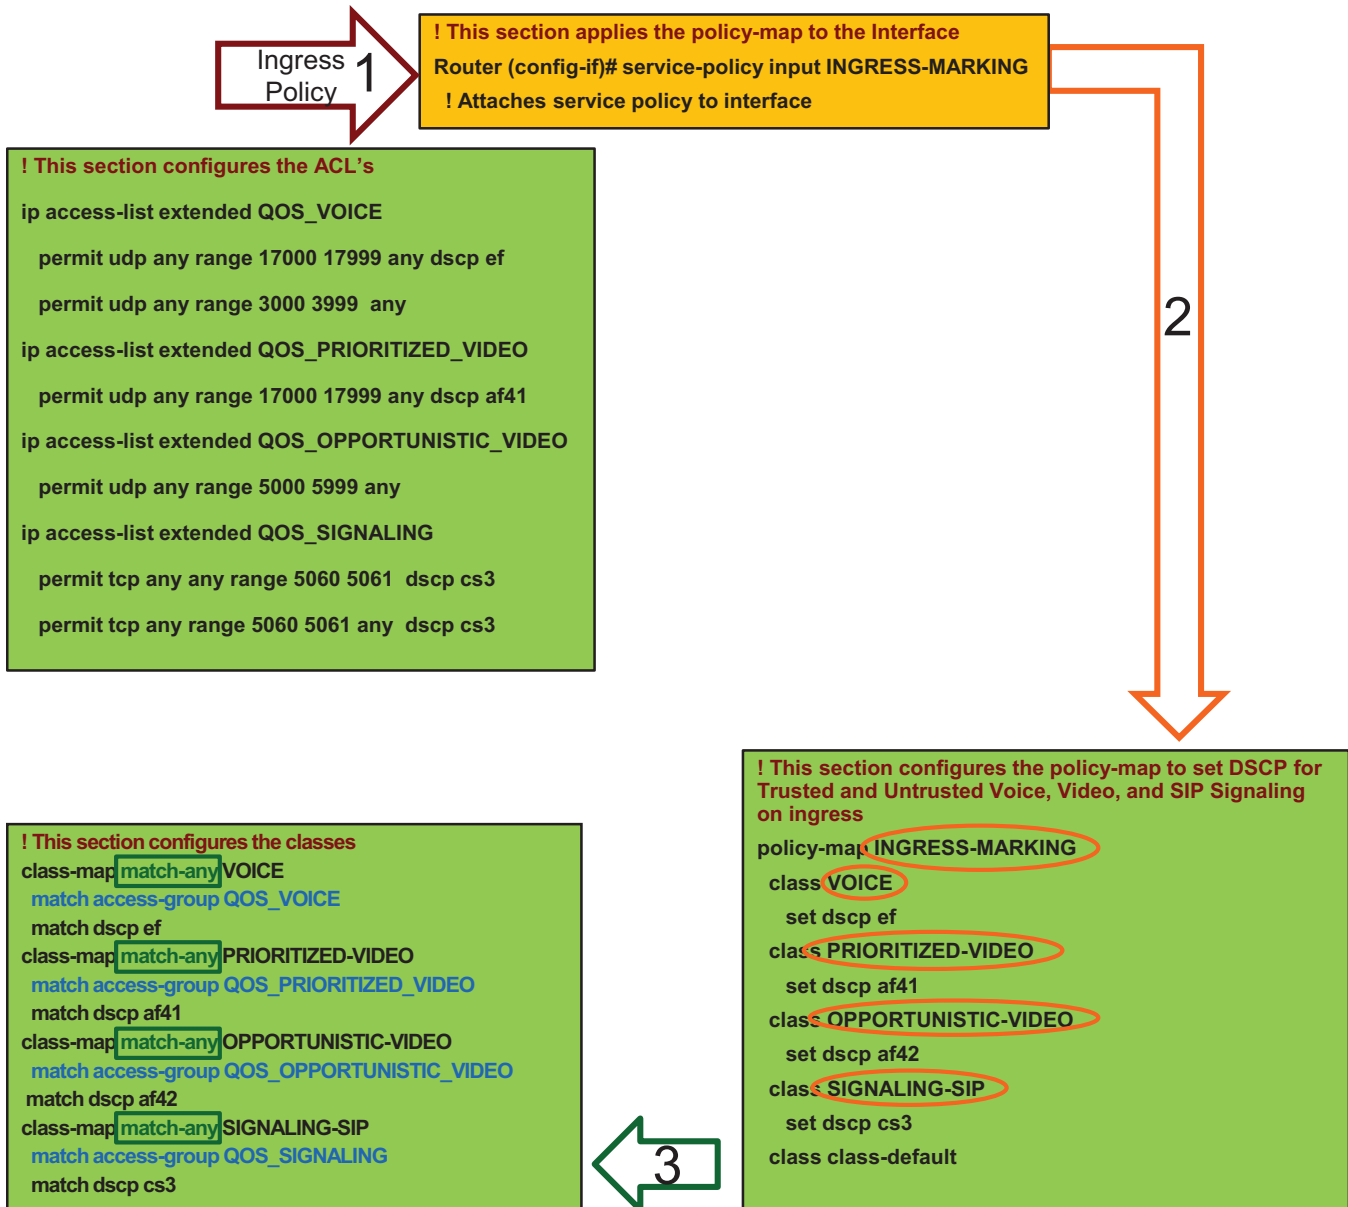 Ingress
Policy
1
! This section applies the policy-map to the Interface
Router (config-if)# service-policy input INGRESS-MARKING
! Attaches service policy to interface
2
! This section configures the ACL's
ip access-list extended QOS_VOICE
permit udp any range 17000 17999 any dscp ef
permit udp any range 3000 3999  any
ip access-list extended QOS_PRIORITIZED_VIDEO
permit udp any range 17000 17999 any dscp af41
ip access-list extended QOS_OPPORTUNISTIC_VIDEO
permit udp any range 5000 5999 any
ip access-list extended QOS_SIGNALING
permit tcp any any range 5060 5061  dscp cs3
permit tcp any range 5060 5061 any  dscp cs3
! This section configures the policy-map to set DSCP for
Trusted and Untrusted Voice, Video, and SIP Signaling
on ingress
policy-map INGRESS-MARKING
class VOICE
set dscp ef
class PRIORITIZED-VIDEO
set dscp af41
class OPPORTUNISTIC-VIDEO
set dscp af42
class SIGNALING-SIP
set dscp cs3
class class-default
3
! This section configures the classes
class-map match-any VOICE
match access-group QOS_VOICE
match dscp ef
class-map match-any PRIORITIZED-VIDEO
match access-group QOS_PRIORITIZED_VIDEO
match dscp af41
class-map match-any OPPORTUNISTIC-VIDEO
match access-group QOS_OPPORTUNISTIC_VIDEO
match dscp af42
class-map match-any SIGNALING-SIP
match access-group QOS_SIGNALING
match dscp cs3